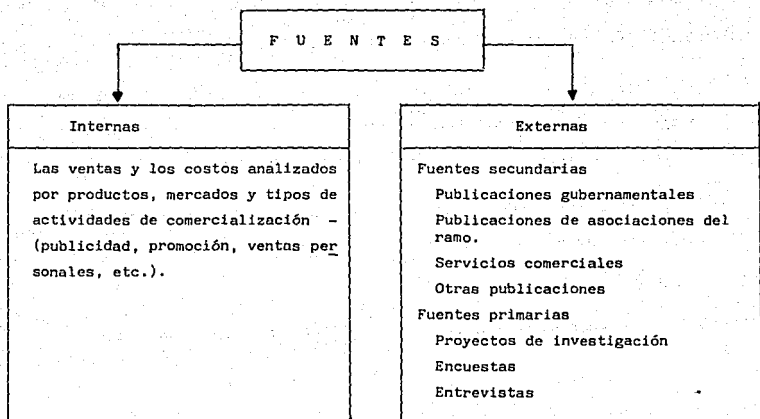 F U E N T E S
Internas
Las ventas y los costos analizados
por productos, mercados y tipos de
actividades de comercialización -
(publicidad, promoción, ventas per
sonales, etc.).
Externas
Fuentes secundarias
Publicaciones gubernamentales
Publicaciones de asociaciones del
ramo.
Servicios comerciales
Otras publicaciones
Fuentes primarias
Proyectos de investigación
Encuestas
Entrevistas